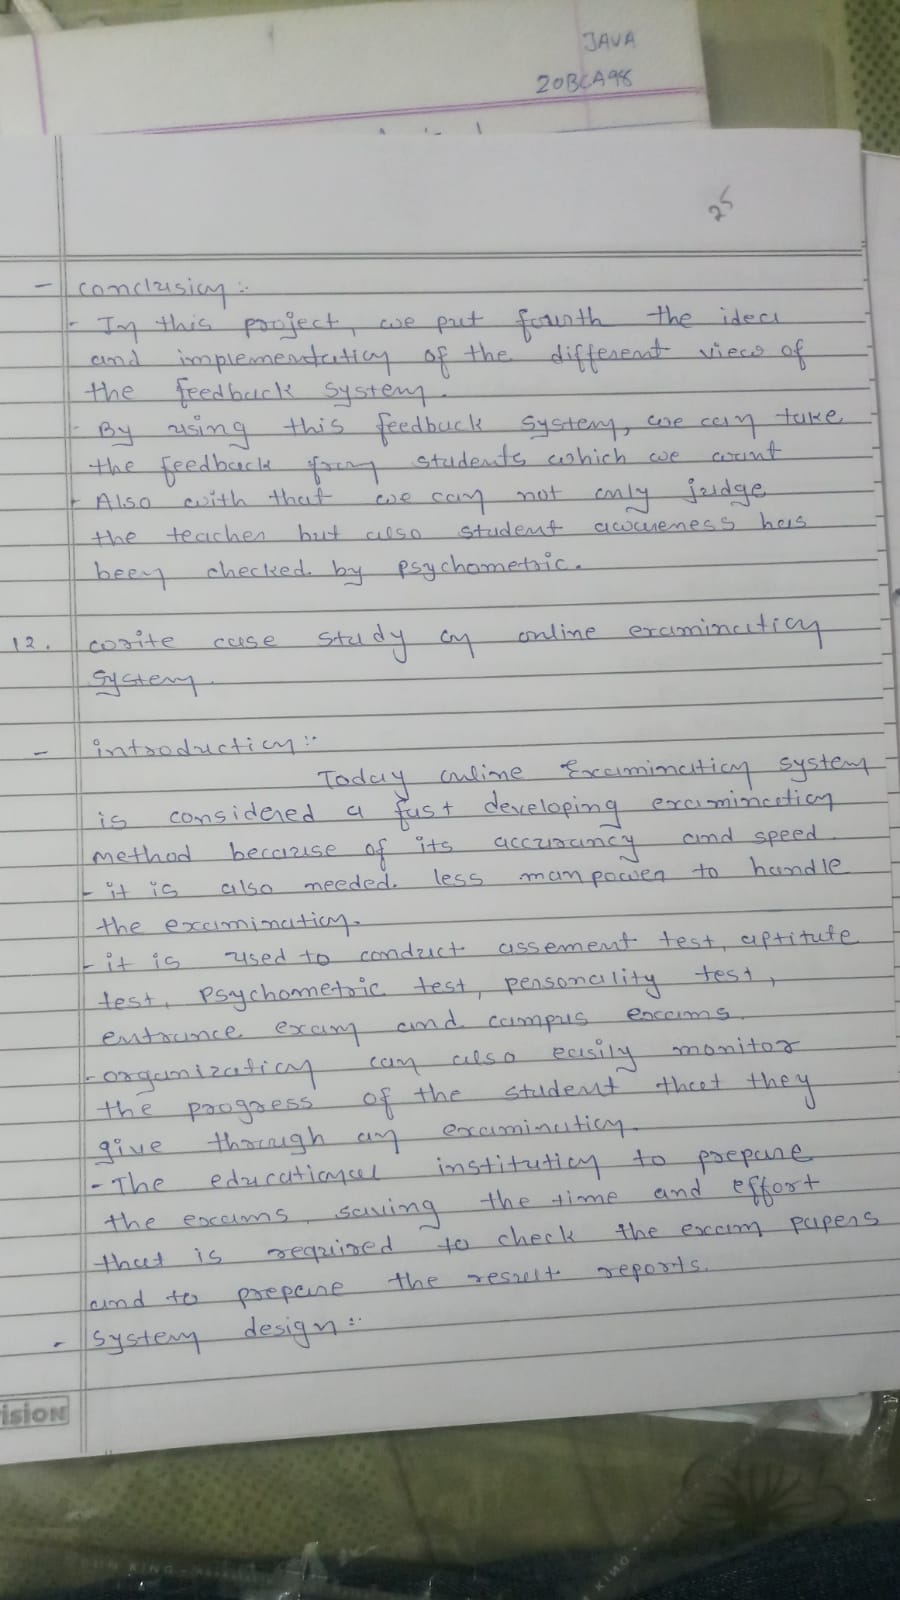 JAVA
20BCA98
25
- conclusion :-
- In this project, we put fourth the idea
and implementation of the different view of
the feedback system.
- By using this feedback system, we can take
the feedback from students which we want
- Also with that we can not only judge
the teacher but also student awareness has
been checked. by psychometric.
12. write case study on online examination
system.
- introduction :-
Today online Examination system
is considered a fast developing examination
method because of its accurancy and speed.
- it is also needed. less manpower to handle
the examination.
- it is used to conduct assement test, aptitute
test, psychometric test, personality test,
entrance exam and campus exams.
- organization can also easily monitor
the progress of the student that they
give through an examination.
- The educational institution to prepare
the exams, saving the time and effort
that is required to check the exam papers
and to prepare the result reports.
- system design :-
ision